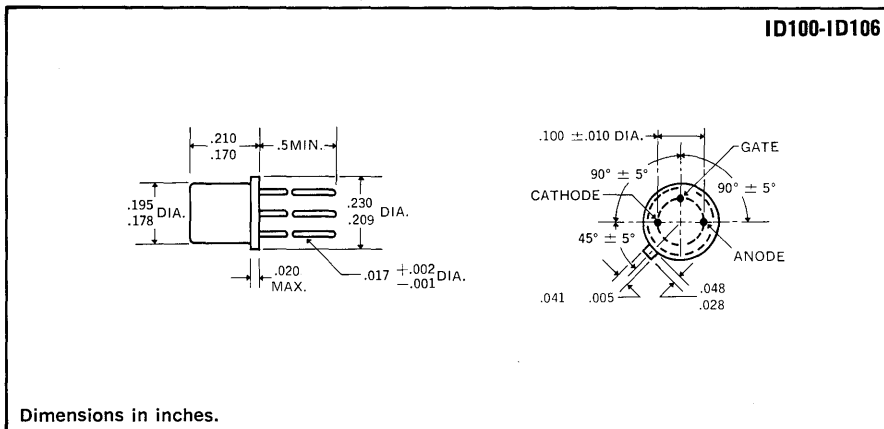 ID100-ID106
.210
.170
.5MIN.
.195
.178
DIA.
.230
.209
DIA.
.020
MAX.
.017 +.002
-.001 DIA.
.100 ±.010 DIA.
GATE
90° ± 5°
90° ± 5°
CATHODE
45° ± 5°
ANODE
.041
.005
.048
.028
Dimensions in inches.